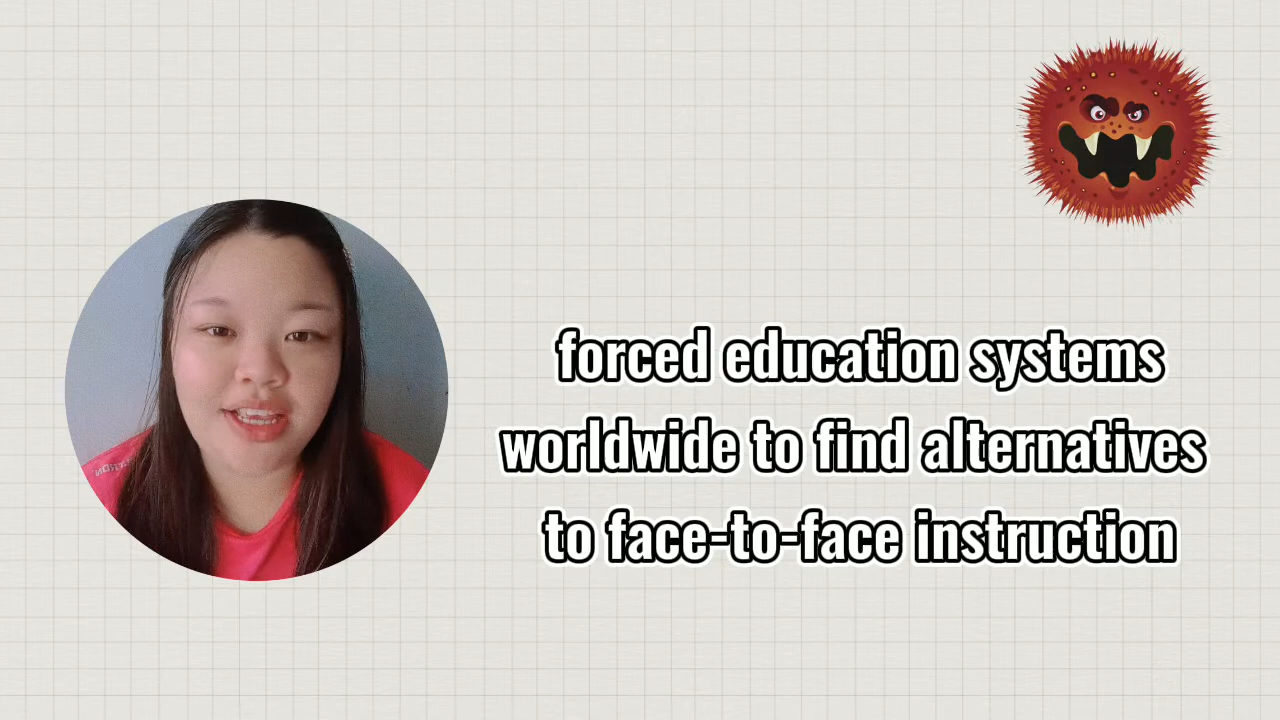 forced education systems
worldwide to find alternatives
to face-to-face instruction